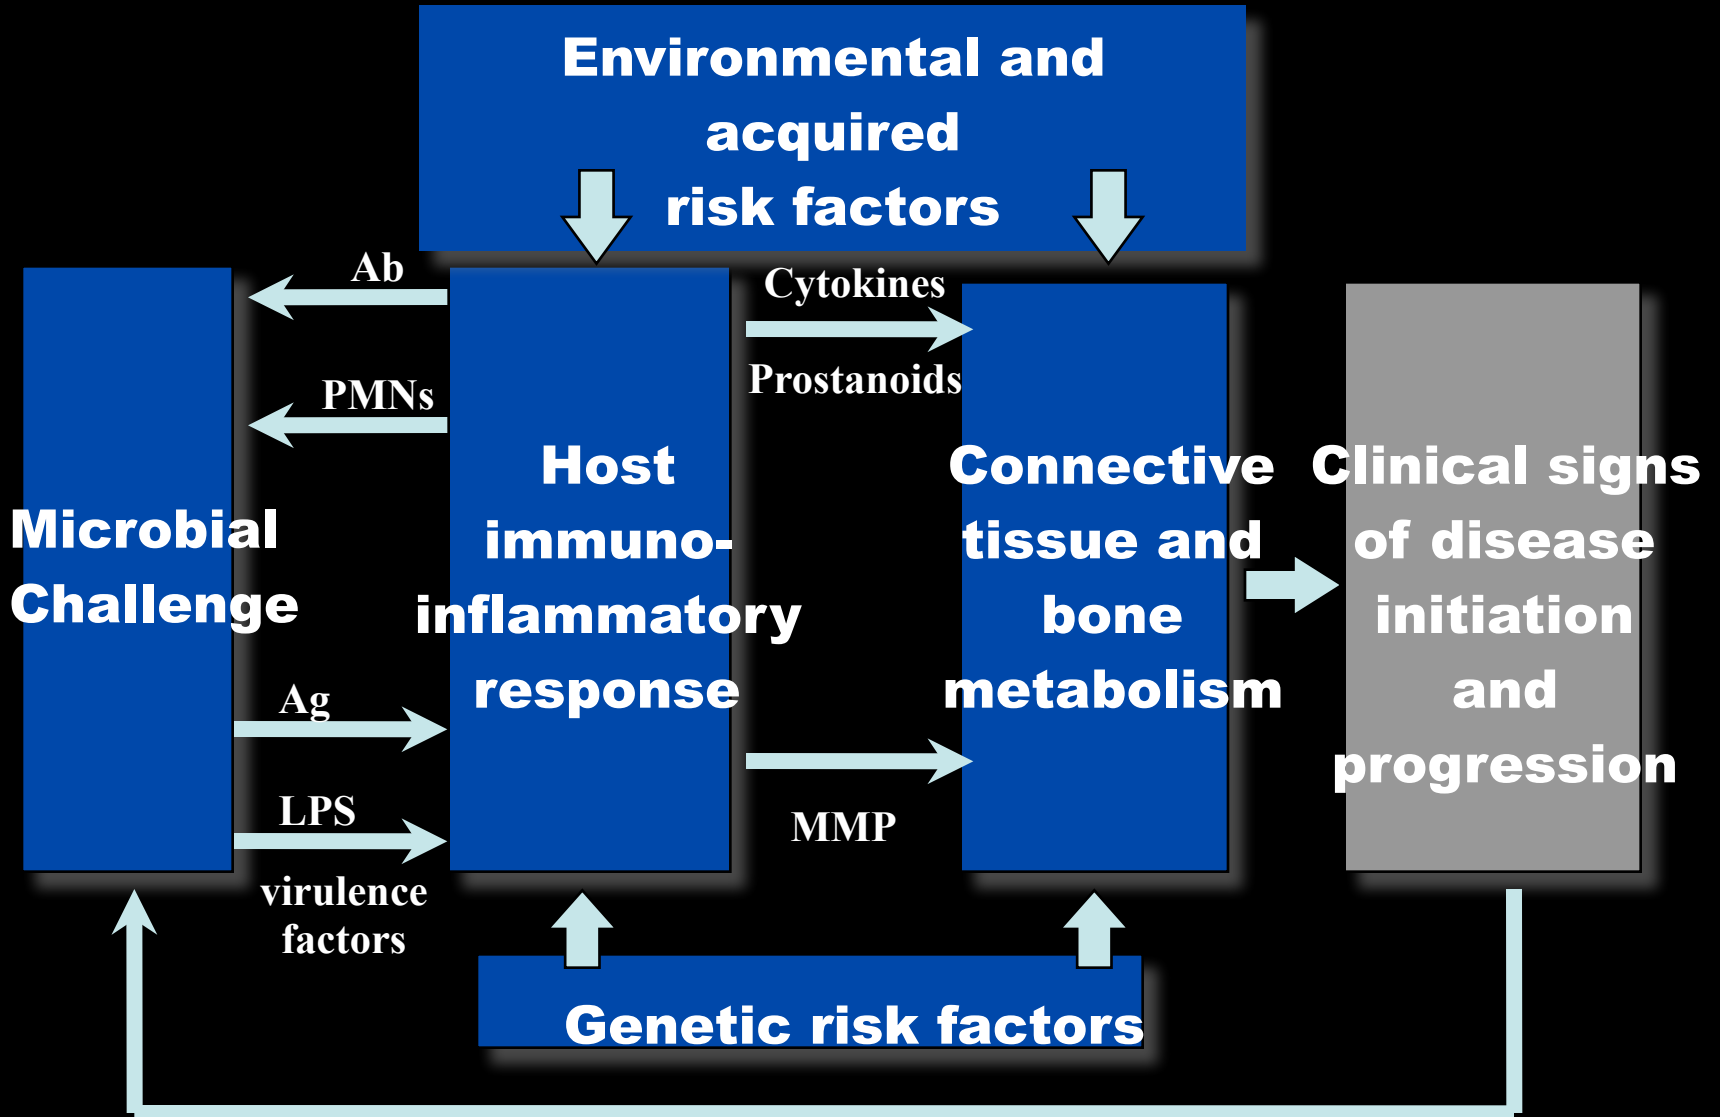 Environmental and
acquired
risk factors
Ab
Cytokines
PMNs
Prostanoids
Microbial
Challenge
Host
immuno-
inflammatory
response
Connective
tissue and
bone
metabolism
Clinical signs
of disease
initiation
and
progression
Ag
LPS
virulence
factors
MMP
Genetic risk factors